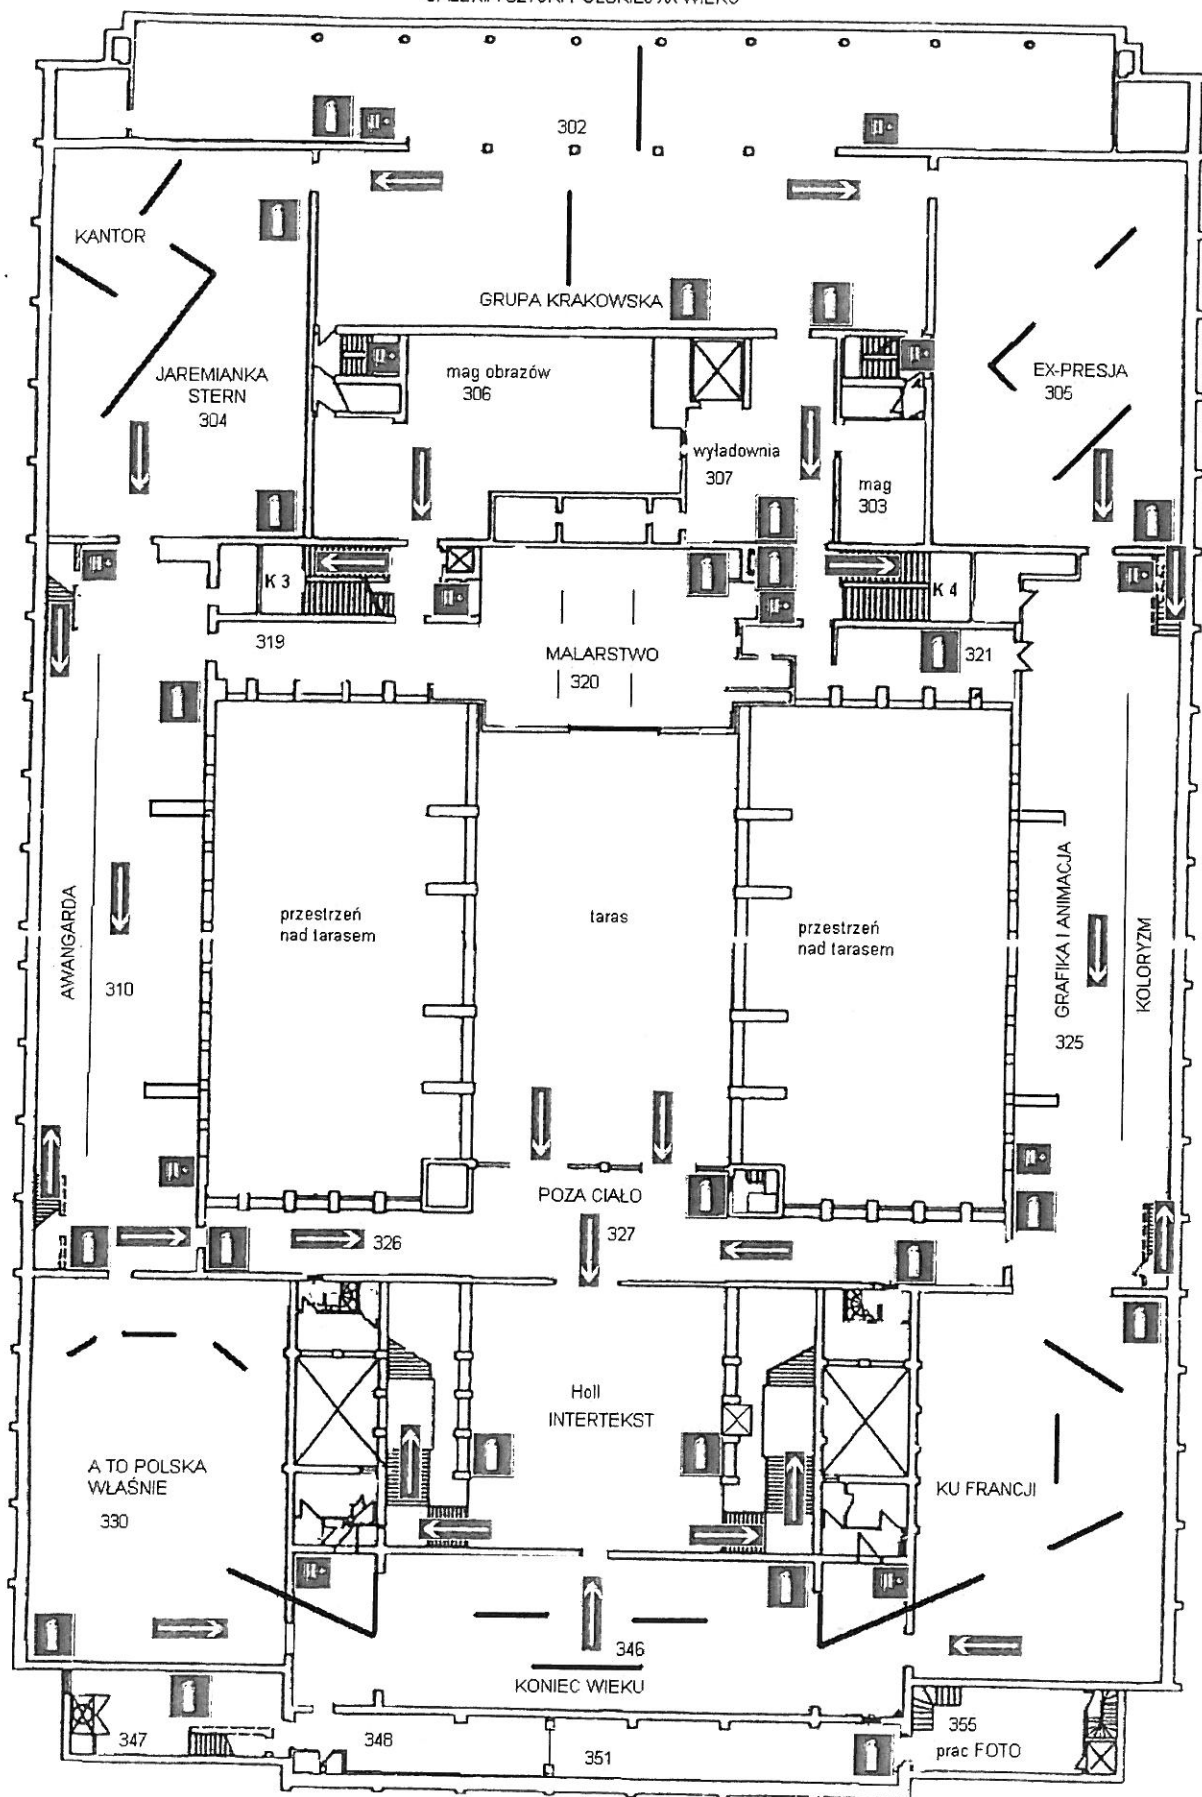 302
KANTOR
GRUPA KRAKOWSKA
JAREMIANKA
STERN
304
mag obrazów
306
EX-PRESJA
305
wyładownia
307
mag
303
K 3
K 4
319
MALARSTWO
320
321
AWANGARDA
310
przestrzeń
nad tarasem
taras
przestrzeń
nad tarasem
GRAFIKA I ANIMACJA
325
KOLORYZM
POZA CIAŁO
326
327
Holl
INTERTEKST
A TO POLSKA
WŁAŚNIE
330
KU FRANCJI
346
KONIEC WIEKU
347
348
351
355
prac FOTO